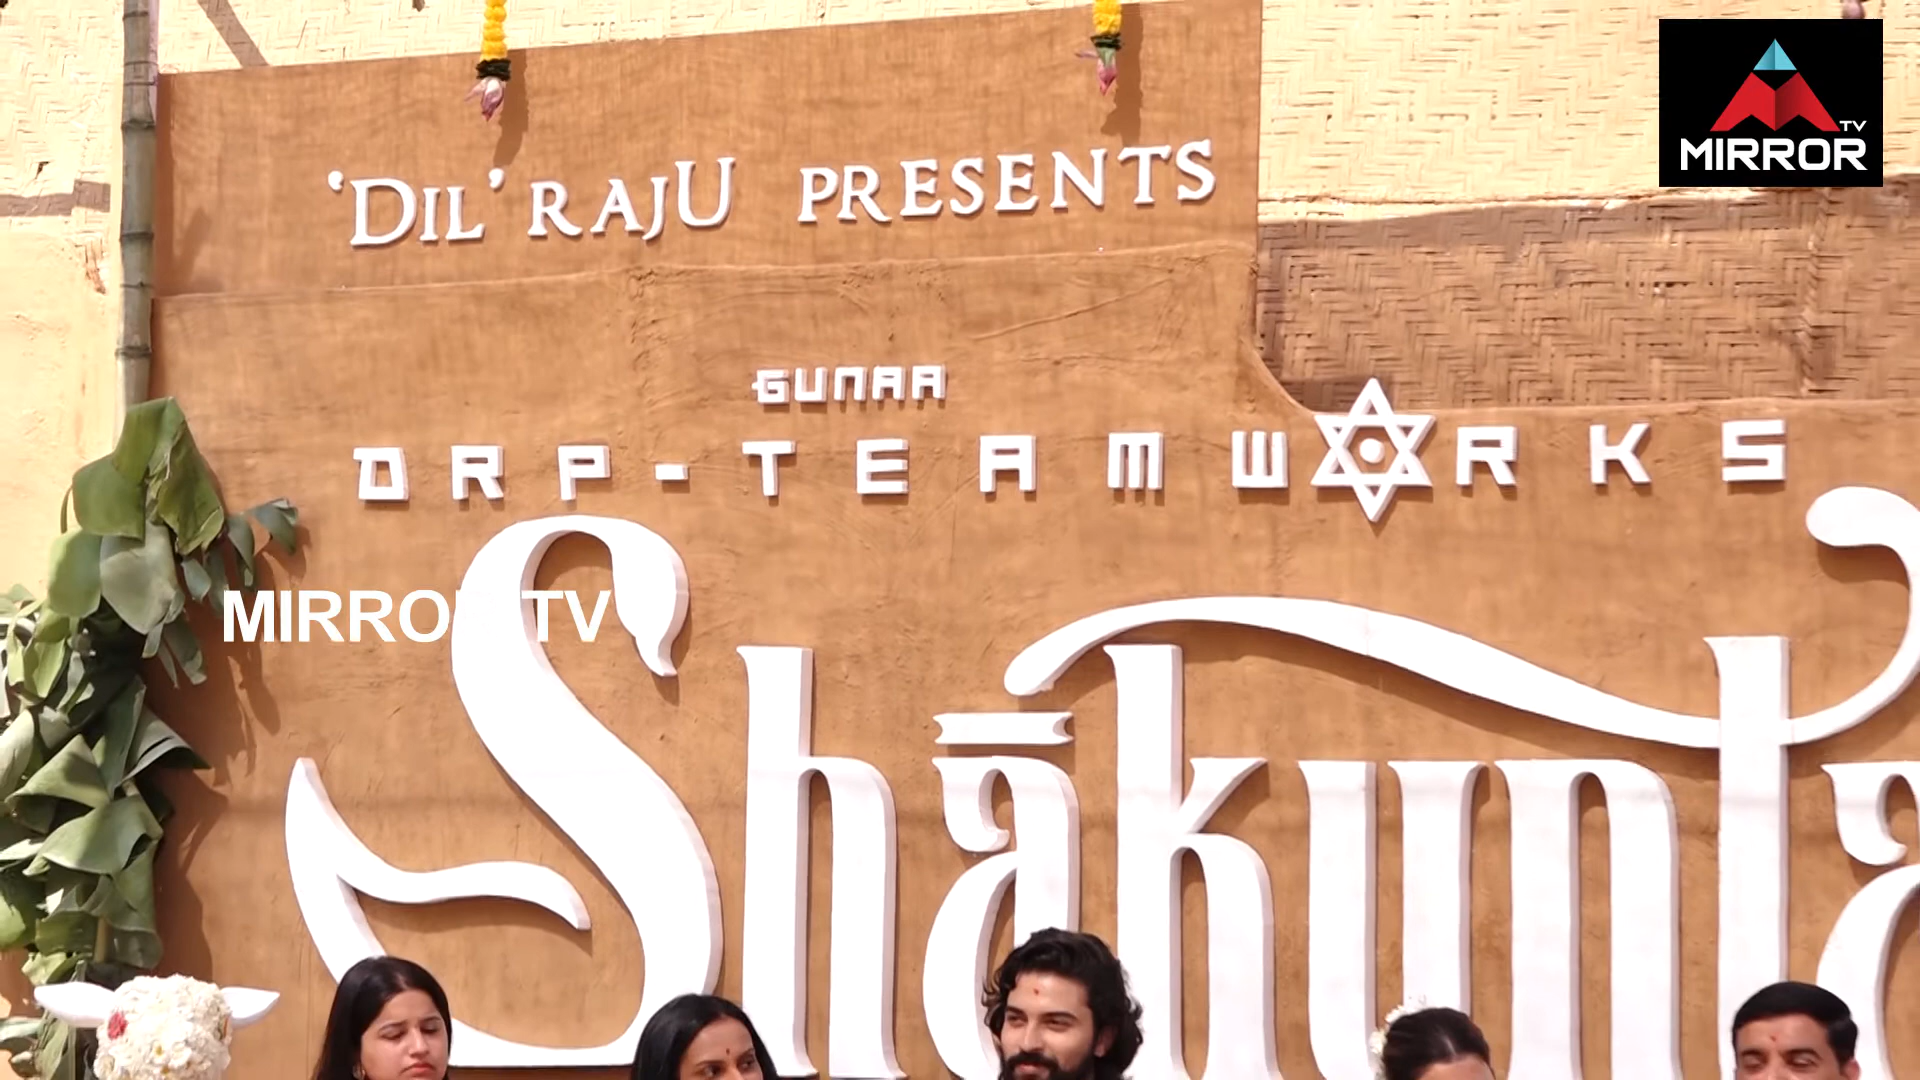 'DIL' RAJU PRESENTS
TV
MIRROR
GUNAA
DRP-TEAMWORKS
MIRROR TV
Shākunta